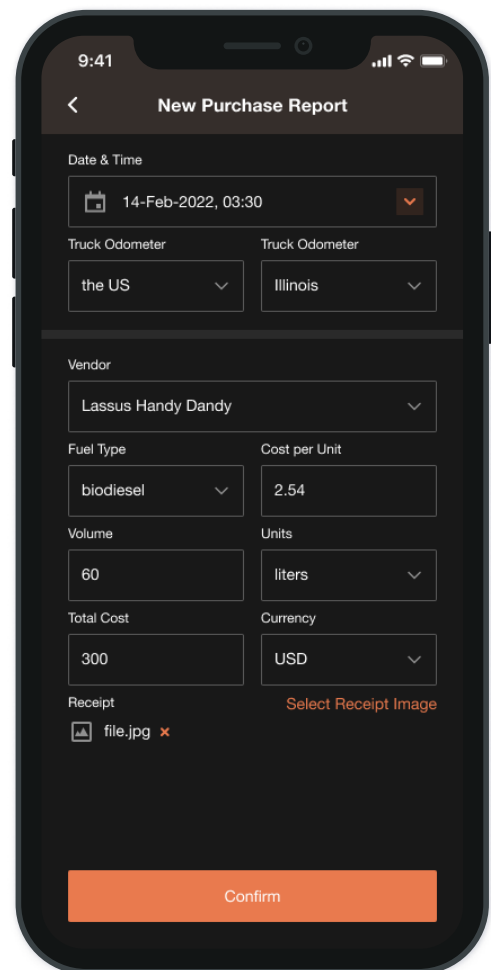 9:41
New Purchase Report
Date & Time
14-Feb-2022, 03:30
Truck Odometer Truck Odometer
the US Illinois
Vendor
Lassus Handy Dandy
Fuel Type Cost per Unit
biodiesel 2.54
Volume Units
60 liters
Total Cost Currency
300 USD
Receipt Select Receipt Image
file.jpg ×
Confirm